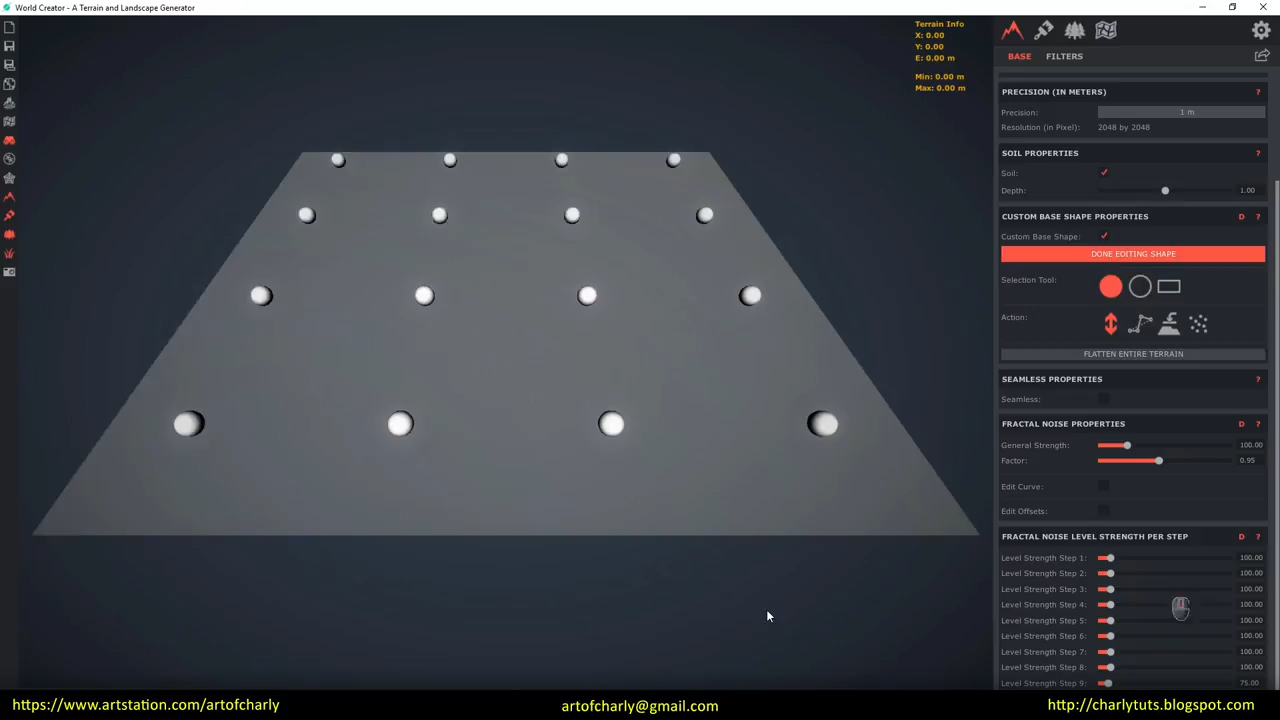 World Creator - A Terrain and Landscape Generator
Terrain Info
X: 0.00
Y: 0.00
E: 0.00 m
Min: 0.00 m
Max: 0.00 m
BASE FILTERS
PRECISION (IN METERS) ?
Precision: 1 m
Resolution (in Pixel): 2048 by 2048
SOIL PROPERTIES ?
Soil:
Depth: 1.00
CUSTOM BASE SHAPE PROPERTIES D ?
Custom Base Shape:
DONE EDITING SHAPE
Selection Tool:
Action:
FLATTEN ENTIRE TERRAIN
SEAMLESS PROPERTIES ?
Seamless:
FRACTAL NOISE PROPERTIES D ?
General Strength: 100.00
Factor: 0.95
Edit Curve:
Edit Offsets:
FRACTAL NOISE LEVEL STRENGTH PER STEP D ?
Level Strength Step 1: 100.00
Level Strength Step 2: 100.00
Level Strength Step 3: 100.00
Level Strength Step 4: 100.00
Level Strength Step 5: 100.00
Level Strength Step 6: 100.00
Level Strength Step 7: 100.00
Level Strength Step 8: 100.00
Level Strength Step 9: 75.00
https://www.artstation.com/artofcharly
artofcharly@gmail.com
http://charlytuts.blogspot.com